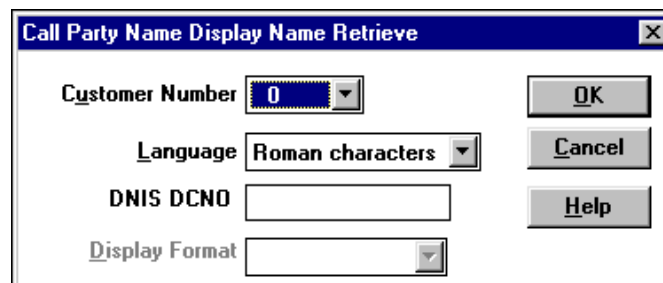 Call Party Name Display Name Retrieve
Customer Number 0 OK
Language Roman characters Cancel
DNIS DCNO Help
Display Format